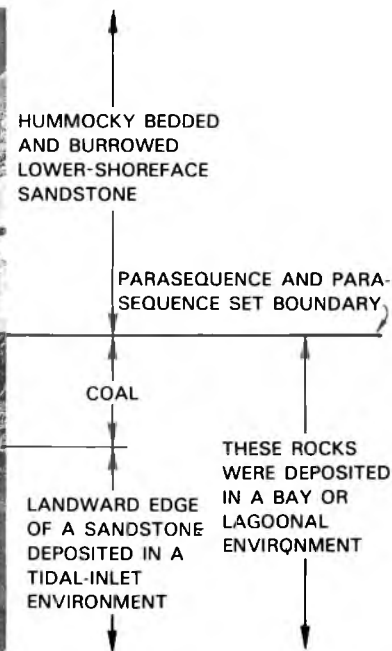 HUMMOCKY BEDDED
AND BURROWED
LOWER-SHOREFACE
SANDSTONE
PARASEQUENCE AND PARA-
SEQUENCE SET BOUNDARY
COAL
LANDWARD EDGE
OF A SANDSTONE
DEPOSITED IN A
TIDAL-INLET
ENVIRONMENT
THESE ROCKS
WERE DEPOSITED
IN A BAY OR
LAGOONAL
ENVIRONMENT